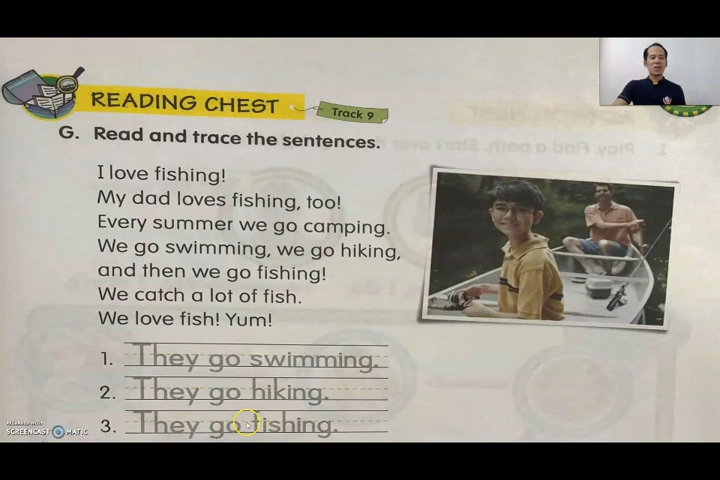 READING CHEST
Track 9
G. Read and trace the sentences.
I love fishing!
My dad loves fishing, too!
Every summer we go camping.
We go swimming, we go hiking,
and then we go fishing!
We catch a lot of fish.
We love fish! Yum!
1. They go swimming.
2. They go hiking.
3. They go fishing.
RECORDED WITH
SCREENCAST MATIC